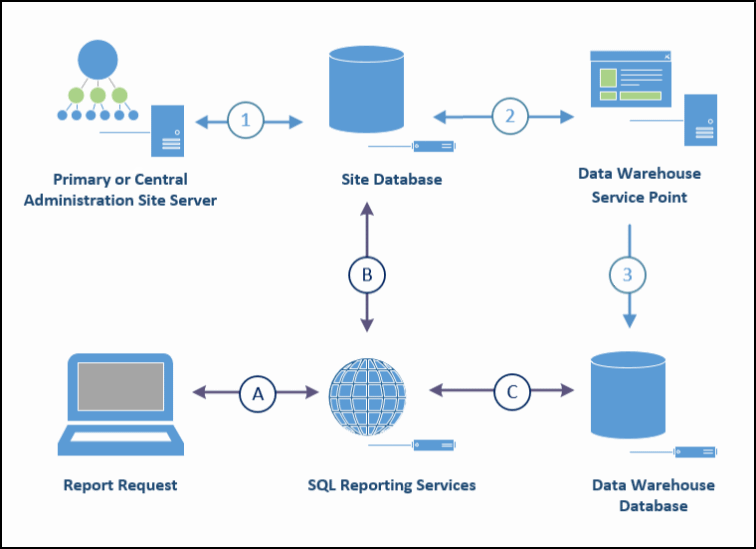 1
2
Primary or Central
Administration Site Server
Site Database
Data Warehouse
Service Point
B
3
A
C
Report Request
SQL Reporting Services
Data Warehouse
Database